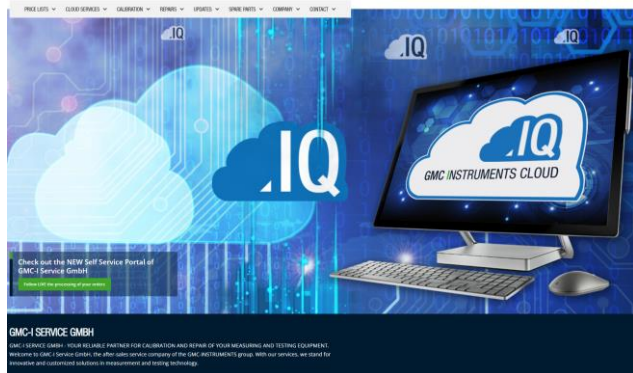 PRICE LISTS CLOUD SERVICES CALIBRATION REPAIRS UPDATES SPARE PARTS COMPANY CONTACT
.IQ
.IQ
.IQ
.IQ
.IQ
GMC INSTRUMENTS CLOUD
Check out the NEW Self Service Portal of
GMC-I Service GmbH
Follow LIVE the processing of your orders
GMC-I SERVICE GMBH
GMC-I SERVICE GMBH - YOUR RELIABLE PARTNER FOR CALIBRATION AND REPAIR OF YOUR MEASURING AND TESTING EQUIPMENT.
Welcome to GMC-I Service GmbH, the after-sales service company of the GMC-INSTRUMENTS group. With our services, we stand for
innovative and customized solutions in measurement and testing technology.